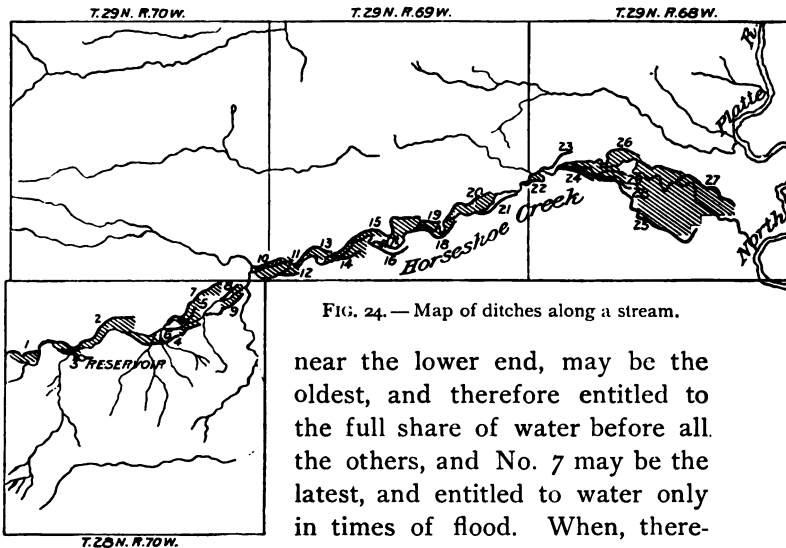 T.29N. R.70W. T.29N. R.69W. T.29N. R.68W.
R.
Platte
North
26
23
27
24
22
25
20
21
19
18
15
17
16
13
14
11
10
12
Horseshoe Creek
8
7
5
9
2
6
4
1
3
RESERVOIR
T.28N. R.70W.
FIG. 24. — Map of ditches along a stream.
near the lower end, may be the
oldest, and therefore entitled to
the full share of water before all
the others, and No. 7 may be the
latest, and entitled to water only
in times of flood. When, there-